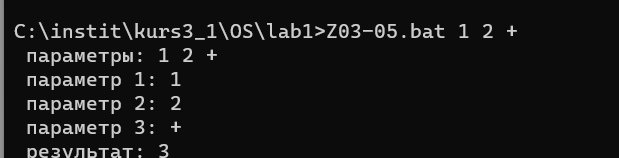 C:\instit\kurs3_1\OS\lab1>Z03-05.bat 1 2 +
параметры: 1 2 +
параметр 1: 1
параметр 2: 2
параметр 3: +
результат: 3